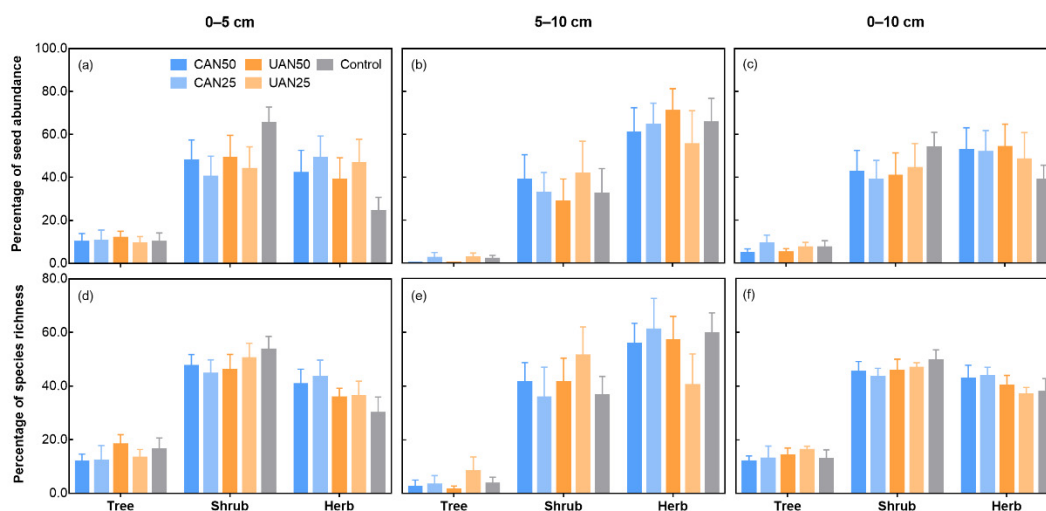 0–5 cm 5–10 cm 0–10 cm
Percentage of seed abundance
100.0
80.0
60.0
40.0
20.0
0.0
(a) CAN50 UAN50 Control
CAN25 UAN25
(b)
(c)
Percentage of species richness
80.0
60.0
40.0
20.0
0.0
(d)
(e)
(f)
Tree Shrub Herb Tree Shrub Herb Tree Shrub Herb